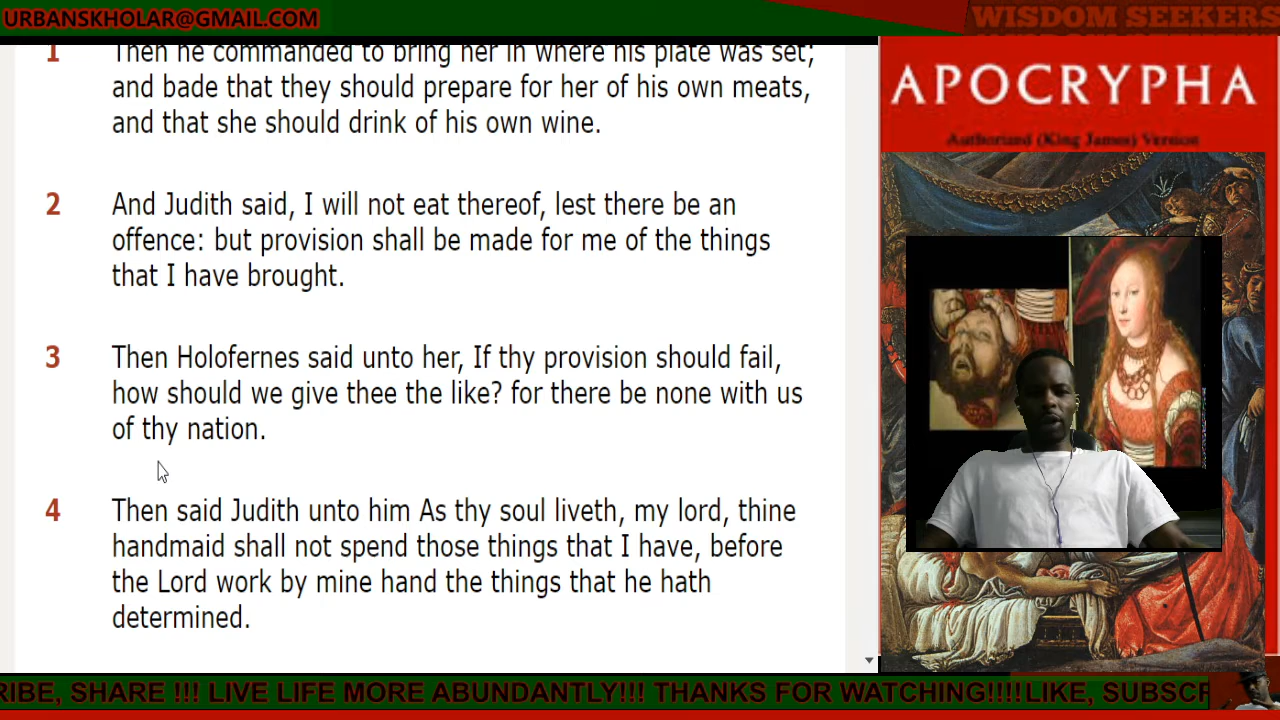 URBANSKHOLAR@GMAIL.COM
WISDOM SEEKERS
1 Then he commanded to bring her in where his plate was set;
and bade that they should prepare for her of his own meats,
and that she should drink of his own wine.
2 And Judith said, I will not eat thereof, lest there be an
offence: but provision shall be made for me of the things
that I have brought.
3 Then Holofernes said unto her, If thy provision should fail,
how should we give thee the like? for there be none with us
of thy nation.
4 Then said Judith unto him As thy soul liveth, my lord, thine
handmaid shall not spend those things that I have, before
the Lord work by mine hand the things that he hath
determined.
APOCRYPHA
Authorized (King James) Version
RIBE, SHARE !!! LIVE LIFE MORE ABUNDANTLY!!! THANKS FOR WATCHING!!!!LIKE, SUBSCR